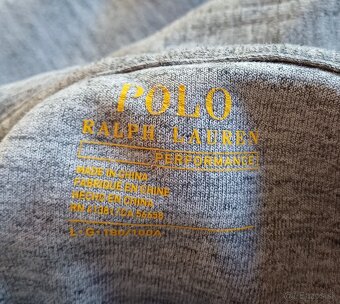 POLO
RALPH LAUREN
PERFORMANCE
MADE IN CHINA
FABRIQUÉ EN CHINE
HECHO EN CHINA
L-G 180/100A